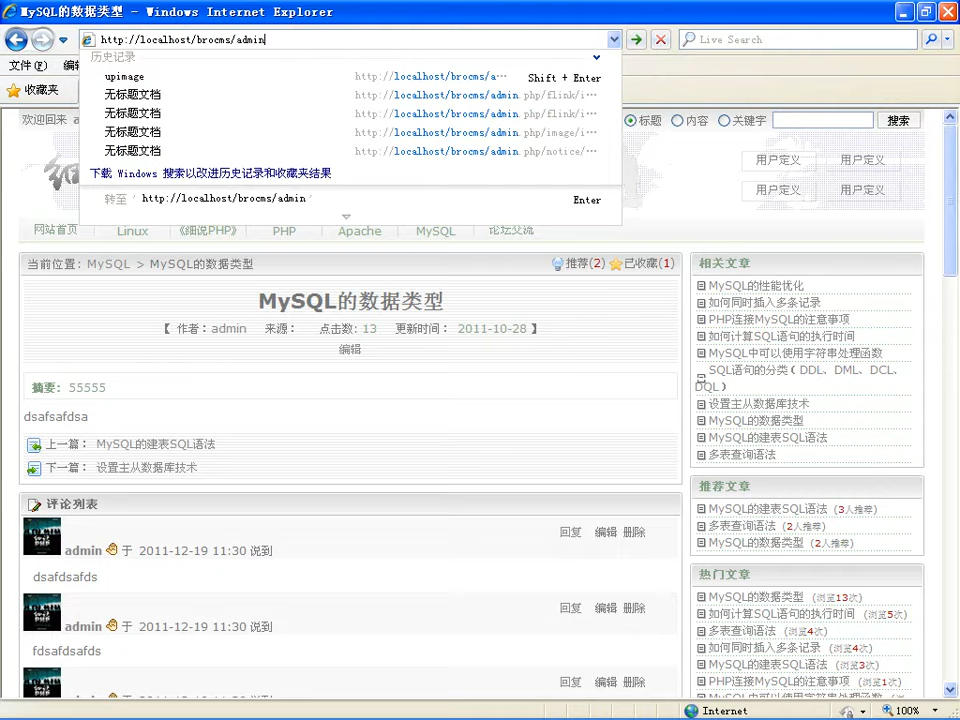 MySQL的数据类型 - Windows Internet Explorer
http://localhost/brocms/admin
Live Search
文件(F) 编辑
历史记录
upimage http://localhost/brocms/a… Shift + Enter
无标题文档 http://localhost/brocms/admin.php/flink/i…
无标题文档 http://localhost/brocms/admin.php/flink/i…
无标题文档 http://localhost/brocms/admin.php/image/i…
无标题文档 http://localhost/brocms/admin.php/notice/…
下载 Windows 搜索以改进历史记录和收藏夹结果
转至 ' http://localhost/brocms/admin ' Enter
收藏夹
欢迎回来 a
标题 内容 关键字 搜索
用户定义 用户定义
用户定义 用户定义
网站首页 Linux 《细说PHP》 PHP Apache MySQL 论坛交流
当前位置：MySQL > MySQL的数据类型 推荐(2) 已收藏(1)
MySQL的数据类型
【 作者：admin 来源： 点击数: 13 更新时间： 2011-10-28 】
编辑
摘要： 55555
dsafsafdsa
上一篇： MySQL的建表SQL语法
下一篇： 设置主从数据库技术
评论列表
回复 编辑 删除
admin 于 2011-12-19 11:30 说到
dsafdsafds
回复 编辑 删除
admin 于 2011-12-19 11:30 说到
fdsafdsafds
回复 编辑 删除
相关文章
MySQL的性能优化
如何同时插入多条记录
PHP连接MySQL的注意事项
如何计算SQL语句的执行时间
MySQL中可以使用字符串处理函数
SQL语句的分类（DDL、DML、DCL、
DQL）
设置主从数据库技术
MySQL的数据类型
MySQL的建表SQL语法
多表查询语法
推荐文章
MySQL的建表SQL语法 (3人推荐)
多表查询语法 (2人推荐)
MySQL的数据类型 (2人推荐)
热门文章
MySQL的数据类型 (浏览13次)
如何计算SQL语句的执行时间 (浏览5次)
多表查询语法 (浏览4次)
如何同时插入多条记录 (浏览4次)
MySQL的建表SQL语法 (浏览3次)
PHP连接MySQL的注意事项 (浏览1次)
Internet 100%